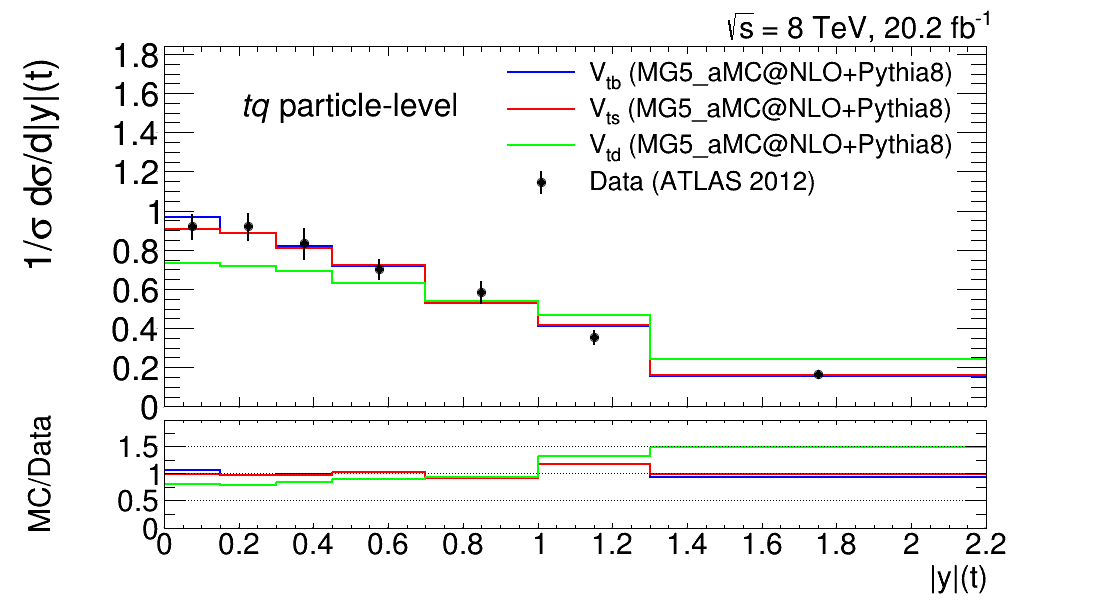 √s = 8 TeV, 20.2 fb-1
1/σ dσ/d|y|(t)
1.8
1.6
1.4
1.2
1
0.8
0.6
0.4
0.2
0
tq particle-level
Vtb (MG5_aMC@NLO+Pythia8)
Vts (MG5_aMC@NLO+Pythia8)
Vtd (MG5_aMC@NLO+Pythia8)
Data (ATLAS 2012)
MC/Data
1.5
1
0.5
0
0 0.2 0.4 0.6 0.8 1 1.2 1.4 1.6 1.8 2 2.2
|y|(t)